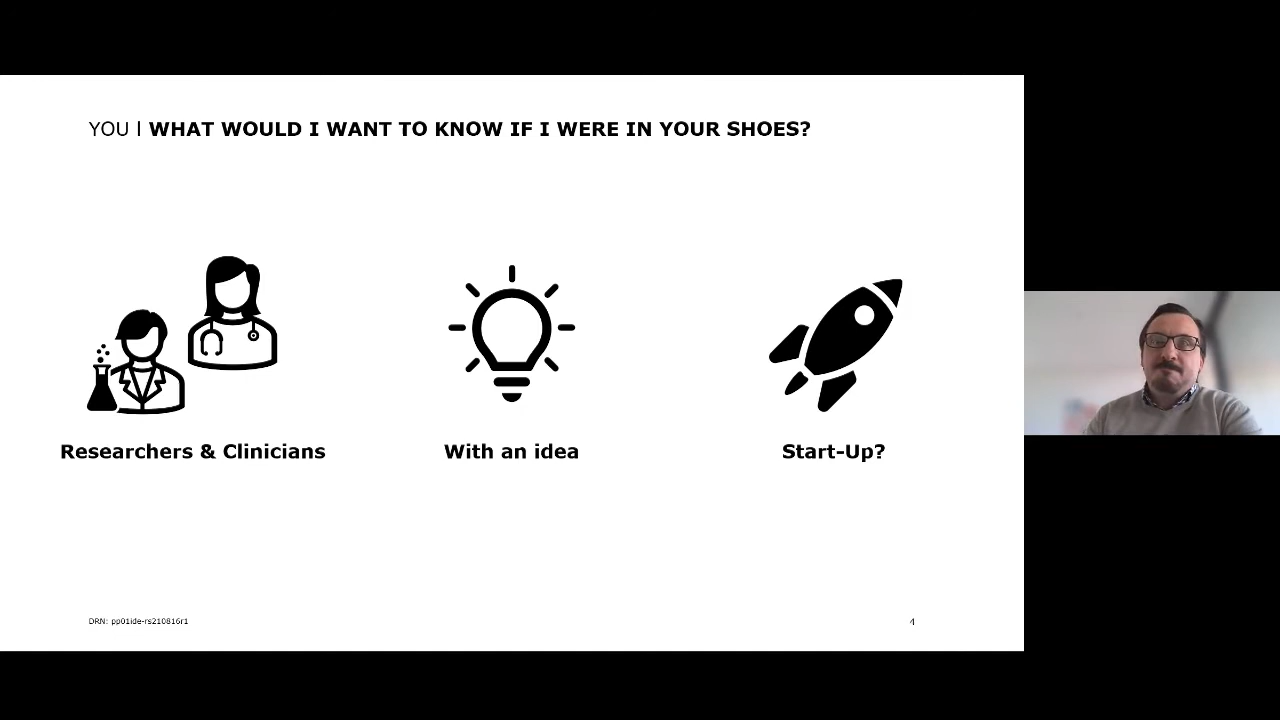 YOU I WHAT WOULD I WANT TO KNOW IF I WERE IN YOUR SHOES?
Researchers & Clinicians
With an idea
Start-Up?
DRN: pp01ide-rs210816r1
4